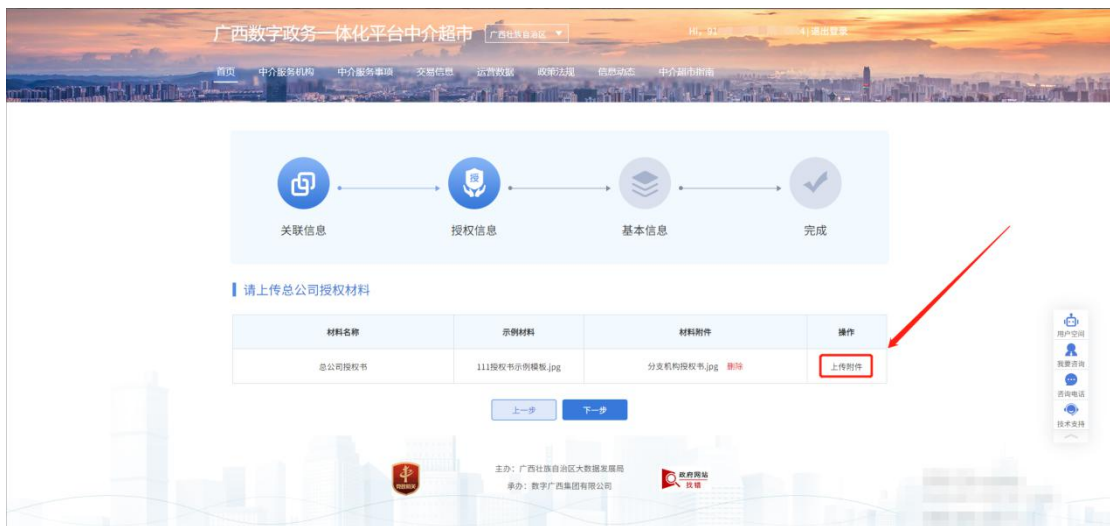 广西数字政务一体化平台中介超市 广西壮族自治区 ▼ Hi, 91 4| 退出登录
首页 中介服务机构 中介服务事项 交易信息 运营数据 政策法规 信息动态 中介超市指南
授
关联信息 授权信息 基本信息 完成
请上传总公司授权材料
材料名称 示例材料 材料附件 操作
总公司授权书 111授权书示例模板.jpg 分支机构授权书.jpg 删除 上传附件
上一步 下一步
用户空间
我要咨询
咨询电话
技术支持
主办：广西壮族自治区大数据发展局
承办：数字广西集团有限公司
党政机关
政府网站
找错